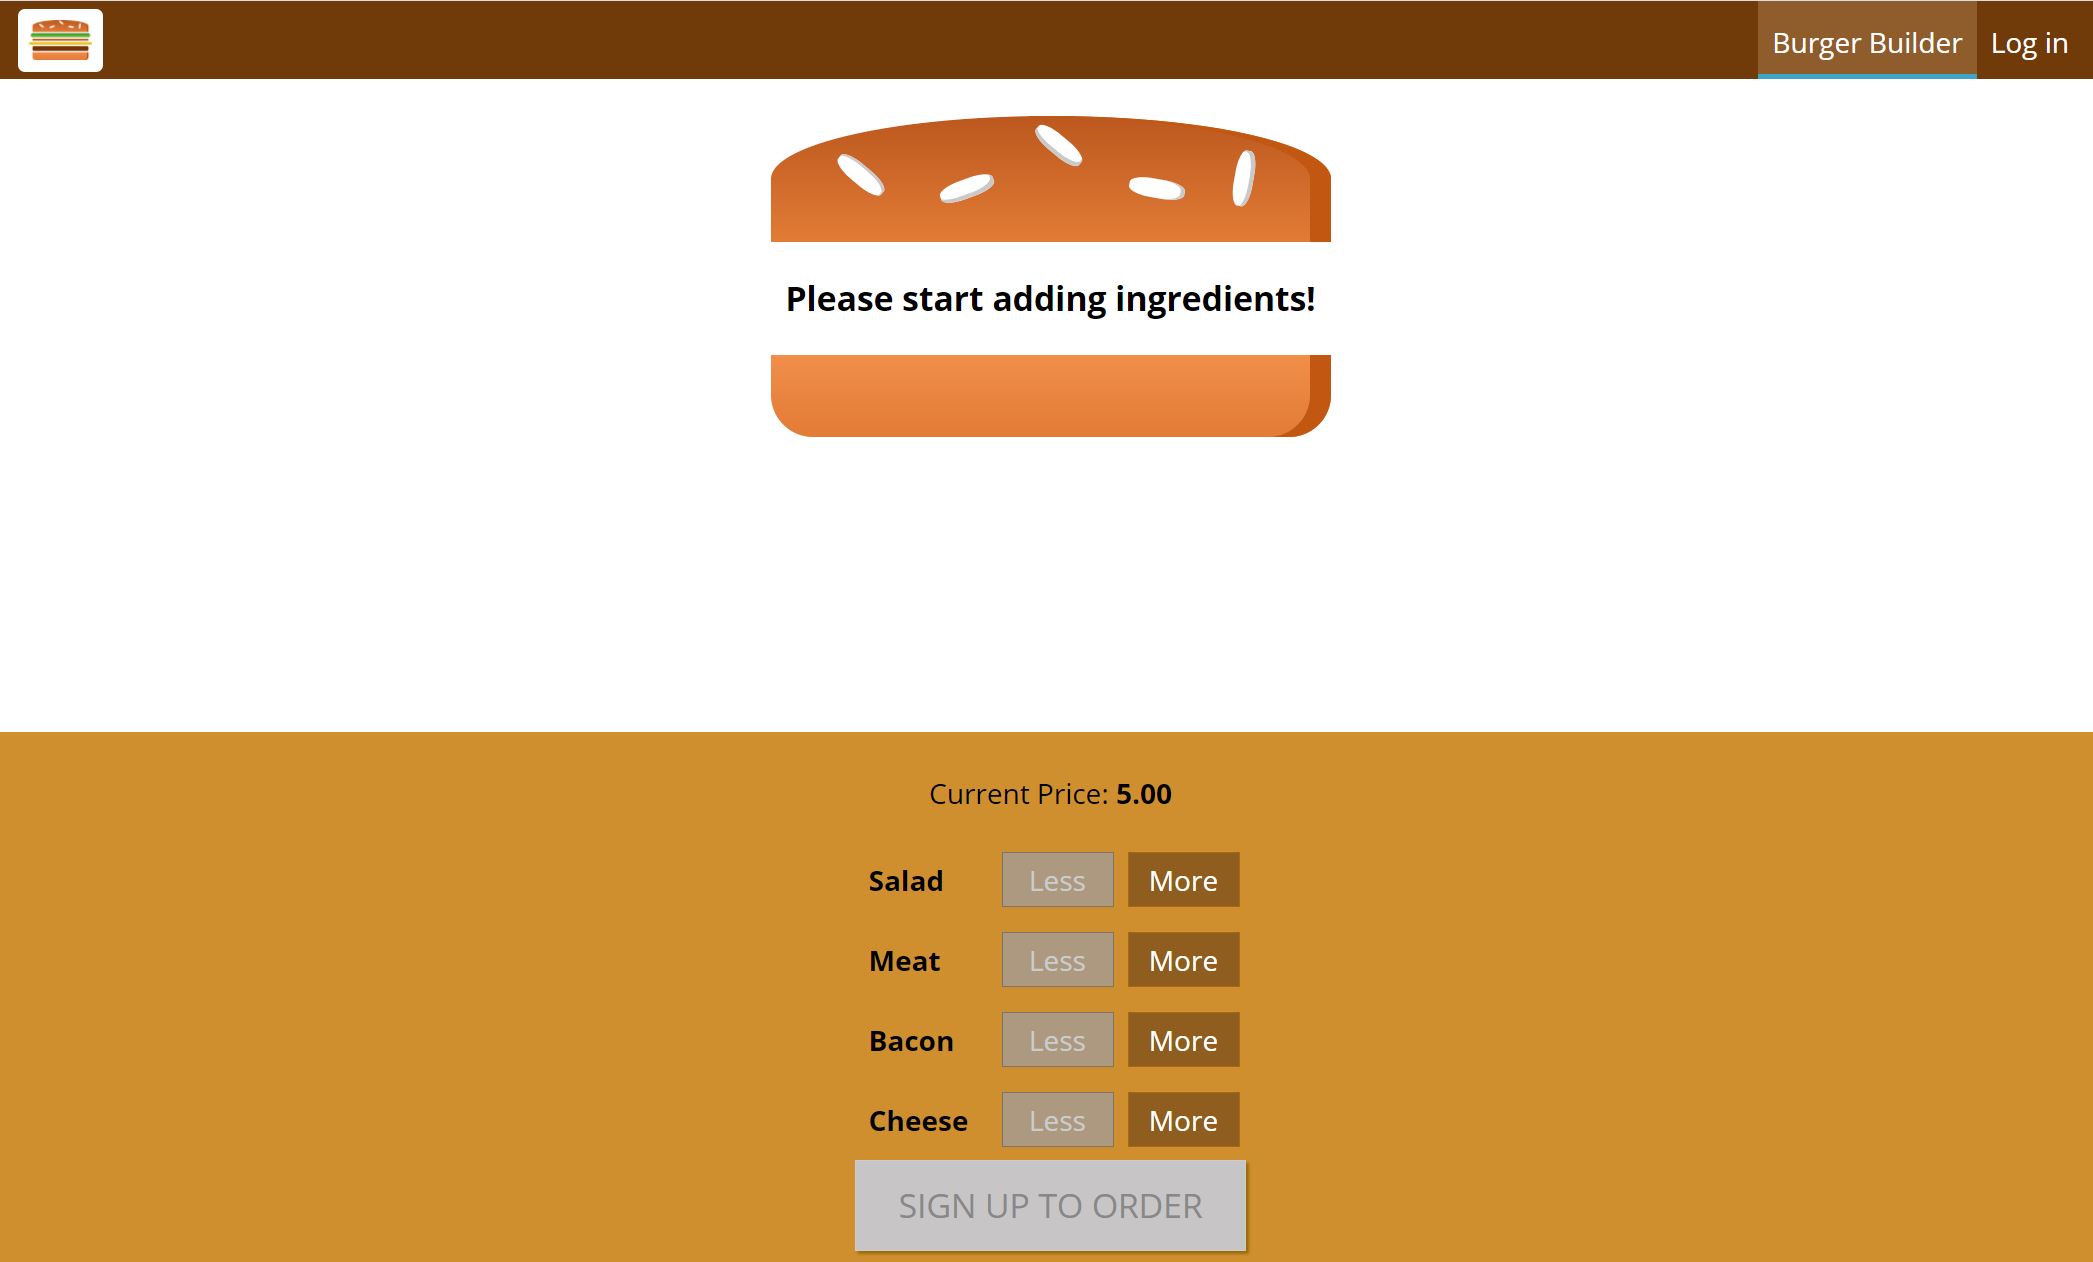 Burger Builder Log in
Please start adding ingredients!
Current Price: 5.00
Salad Less More
Meat Less More
Bacon Less More
Cheese Less More
SIGN UP TO ORDER